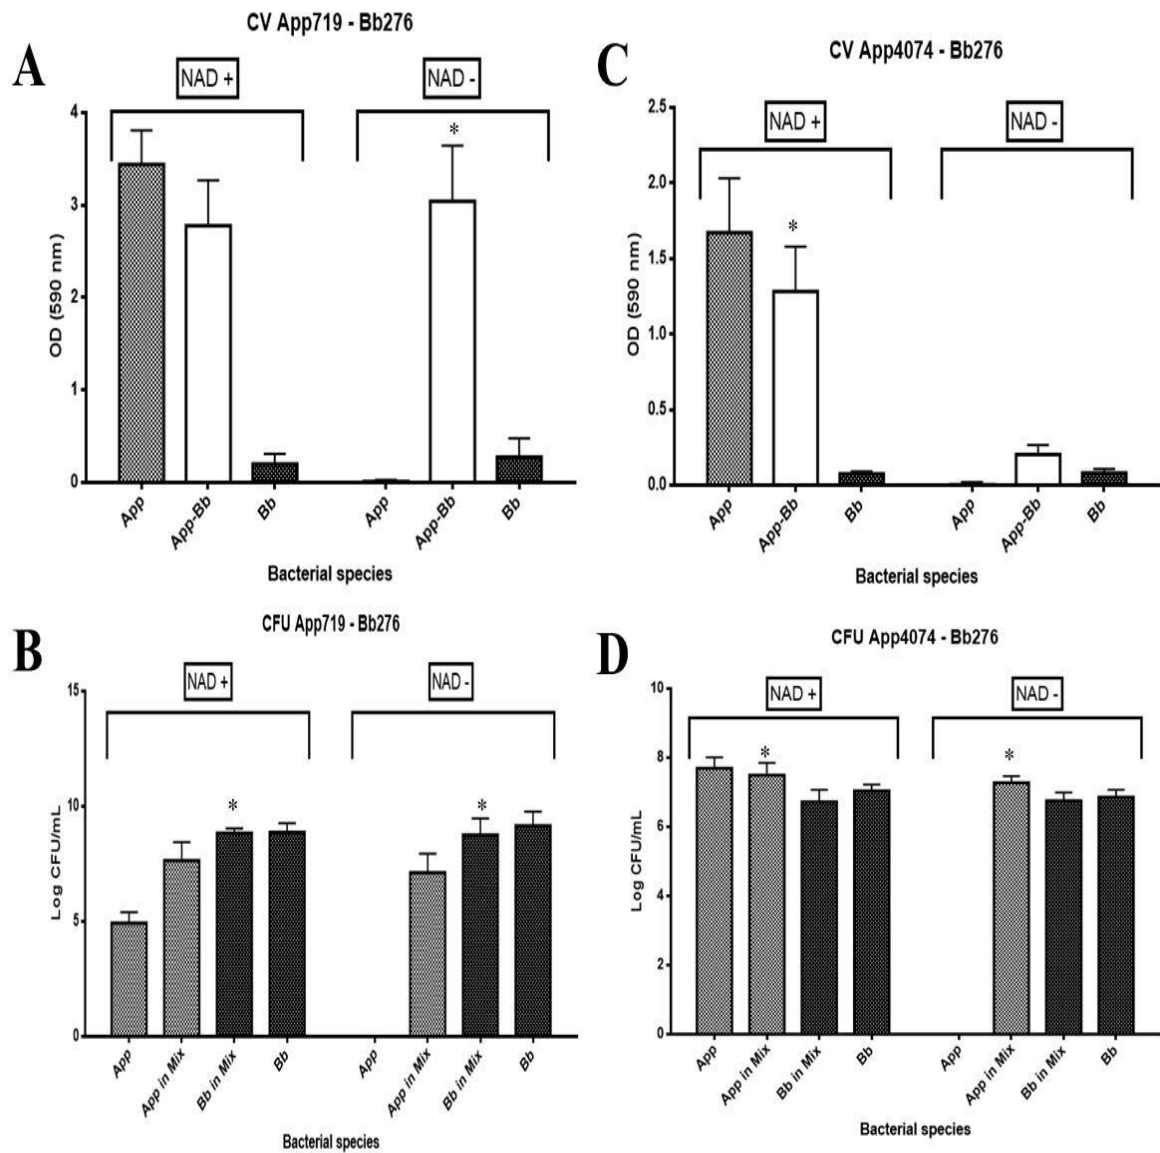 A
CV App719 - Bb276
NAD +
NAD -
*
4
3
2
1
0
OD (590 nm)
App
App-Bb
Bb
App
App-Bb
Bb
Bacterial species
C
CV App4074 - Bb276
NAD +
NAD -
*
2.5
2.0
1.5
1.0
0.5
0.0
OD (590 nm)
App
App-Bb
Bb
App
App-Bb
Bb
Bacterial species
B
CFU App719 - Bb276
NAD +
NAD -
*
*
15
10
5
0
Log CFU/mL
App
App in Mix
Bb in Mix
Bb
App
App in Mix
Bb in Mix
Bb
Bacterial species
D
CFU App4074 - Bb276
NAD +
NAD -
*
*
10
8
6
4
2
0
Log CFU/mL
App
App in Mix
Bb in Mix
Bb
App
App in Mix
Bb in Mix
Bb
Bacterial species